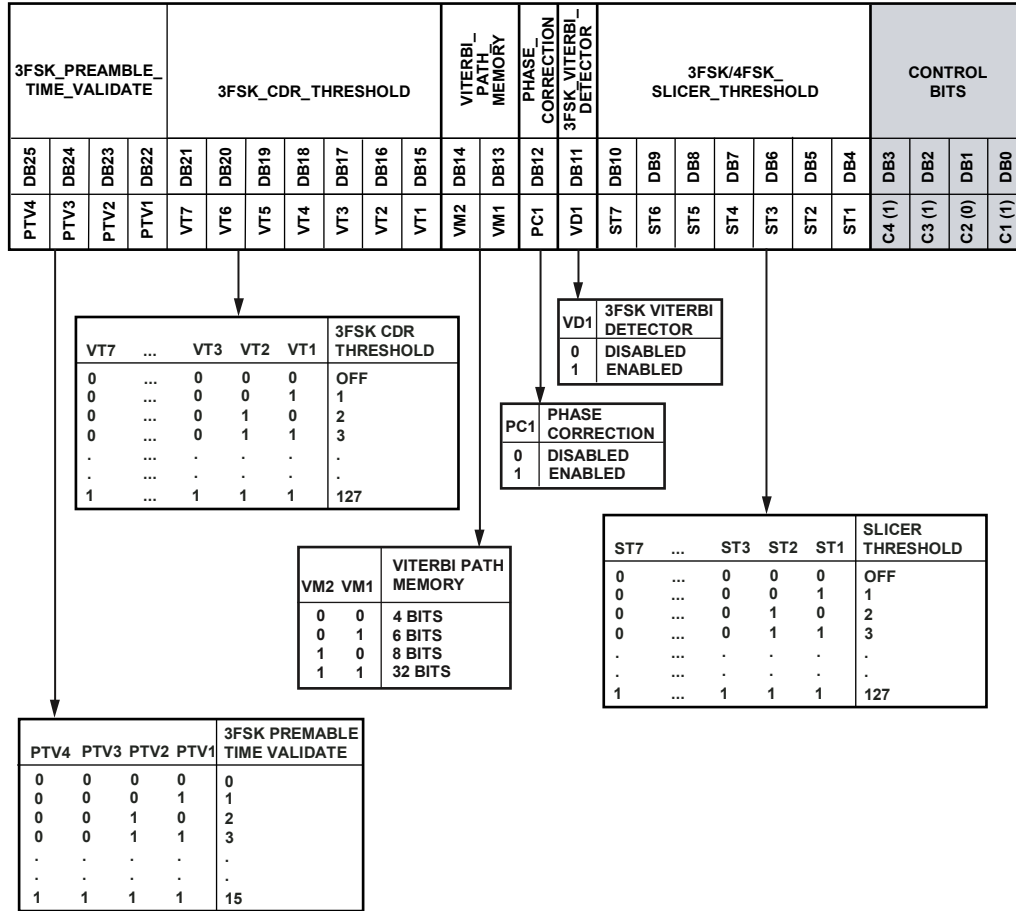 3FSK_PREAMBLE_
TIME_VALIDATE
3FSK_CDR_THRESHOLD
VITERBI_
PATH_
MEMORY
PHASE_
CORRECTION
3FSK_VITERBI_
DETECTOR
3FSK/4FSK_
SLICER_THRESHOLD
CONTROL
BITS
DB25 DB24 DB23 DB22 DB21 DB20 DB19 DB18 DB17 DB16 DB15 DB14 DB13 DB12 DB11 DB10 DB9 DB8 DB7 DB6 DB5 DB4 DB3 DB2 DB1 DB0
PTV4 PTV3 PTV2 PTV1 VT7 VT6 VT5 VT4 VT3 VT2 VT1 VM2 VM1 PC1 VD1 ST7 ST6 ST5 ST4 ST3 ST2 ST1 C4 (1) C3 (1) C2 (0) C1 (1)
VD1 3FSK VITERBI
DETECTOR
0 DISABLED
1 ENABLED
3FSK CDR
VT7 ... VT3 VT2 VT1 THRESHOLD
0 ... 0 0 0 OFF
0 ... 0 0 1 1
0 ... 0 1 0 2
0 ... 0 1 1 3
. ... . . . .
. ... . . . .
1 ... 1 1 1 127
PC1 PHASE
CORRECTION
0 DISABLED
1 ENABLED
SLICER
ST7 ... ST3 ST2 ST1 THRESHOLD
0 ... 0 0 0 OFF
0 ... 0 0 1 1
0 ... 0 1 0 2
0 ... 0 1 1 3
. ... . . . .
. ... . . . .
1 ... 1 1 1 127
VITERBI PATH
VM2 VM1 MEMORY
0 0 4 BITS
0 1 6 BITS
1 0 8 BITS
1 1 32 BITS
3FSK PREMABLE
PTV4 PTV3 PTV2 PTV1 TIME VALIDATE
0 0 0 0 0
0 0 0 1 1
0 0 1 0 2
0 0 1 1 3
. . . . .
. . . . .
1 1 1 1 15